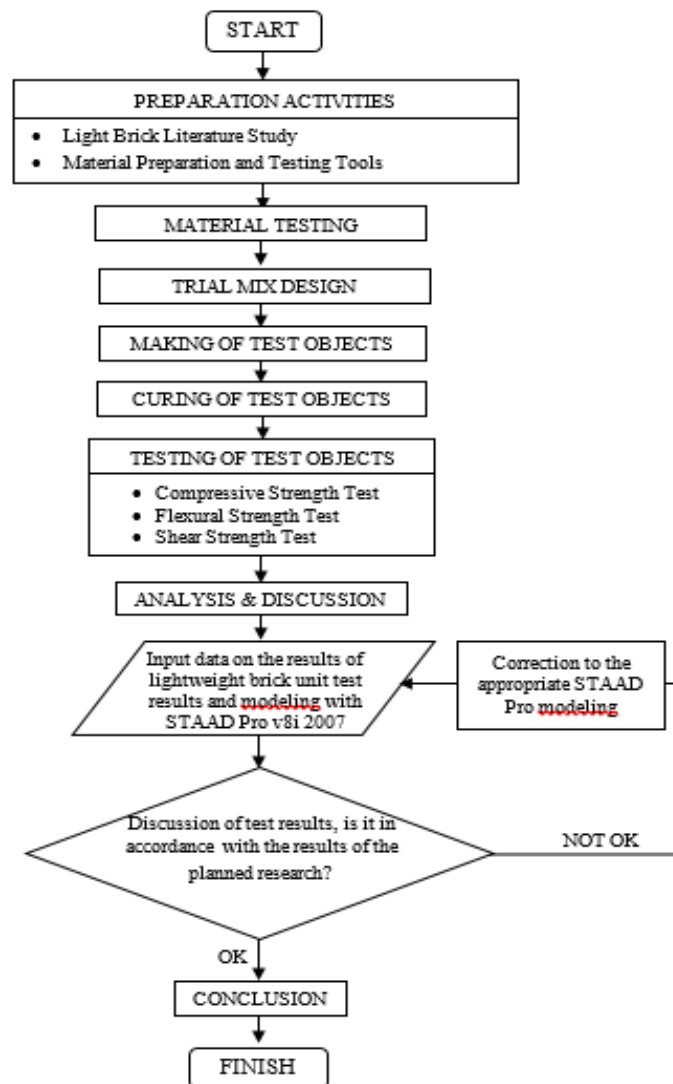 START
PREPARATION ACTIVITIES
• Light Brick Literature Study
• Material Preparation and Testing Tools
MATERIAL TESTING
TRIAL MIX DESIGN
MAKING OF TEST OBJECTS
CURING OF TEST OBJECTS
TESTING OF TEST OBJECTS
• Compressive Strength Test
• Flexural Strength Test
• Shear Strength Test
ANALYSIS & DISCUSSION
Input data on the results of
lightweight brick unit test
results and modeling with
STAAD Pro v8i 2007
Correction to the
appropriate STAAD
Pro modeling
Discussion of test results, is it in
accordance with the results of the
planned research?
NOT OK
OK
CONCLUSION
FINISH